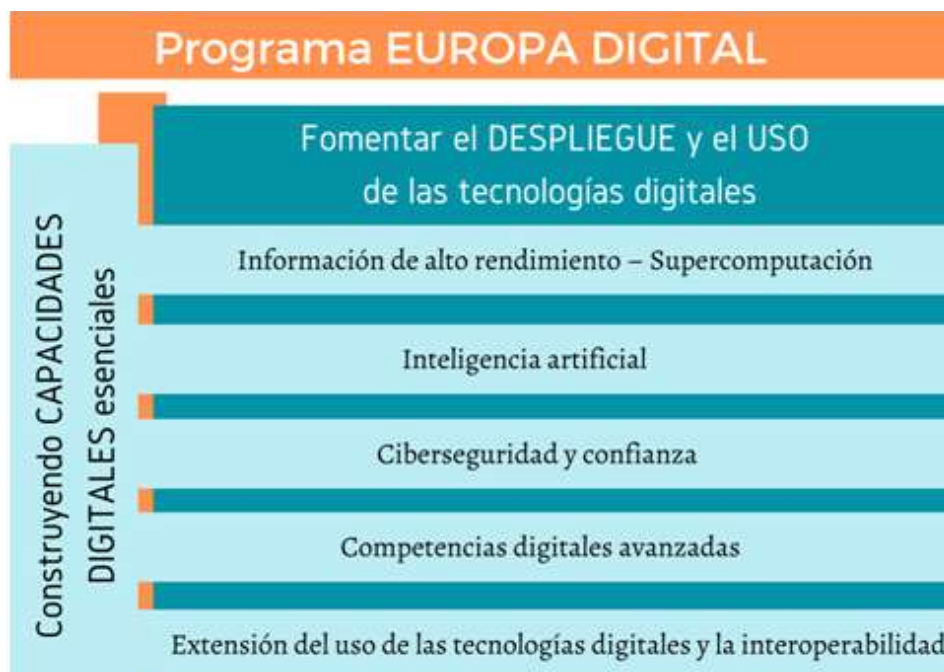 Programa EUROPA DIGITAL
Fomentar el DESPLIEGUE y el USO
de las tecnologías digitales
Construyendo CAPACIDADES
DIGITALES esenciales
Información de alto rendimiento – Supercomputación
Inteligencia artificial
Ciberseguridad y confianza
Competencias digitales avanzadas
Extensión del uso de las tecnologías digitales y la interoperabilidad